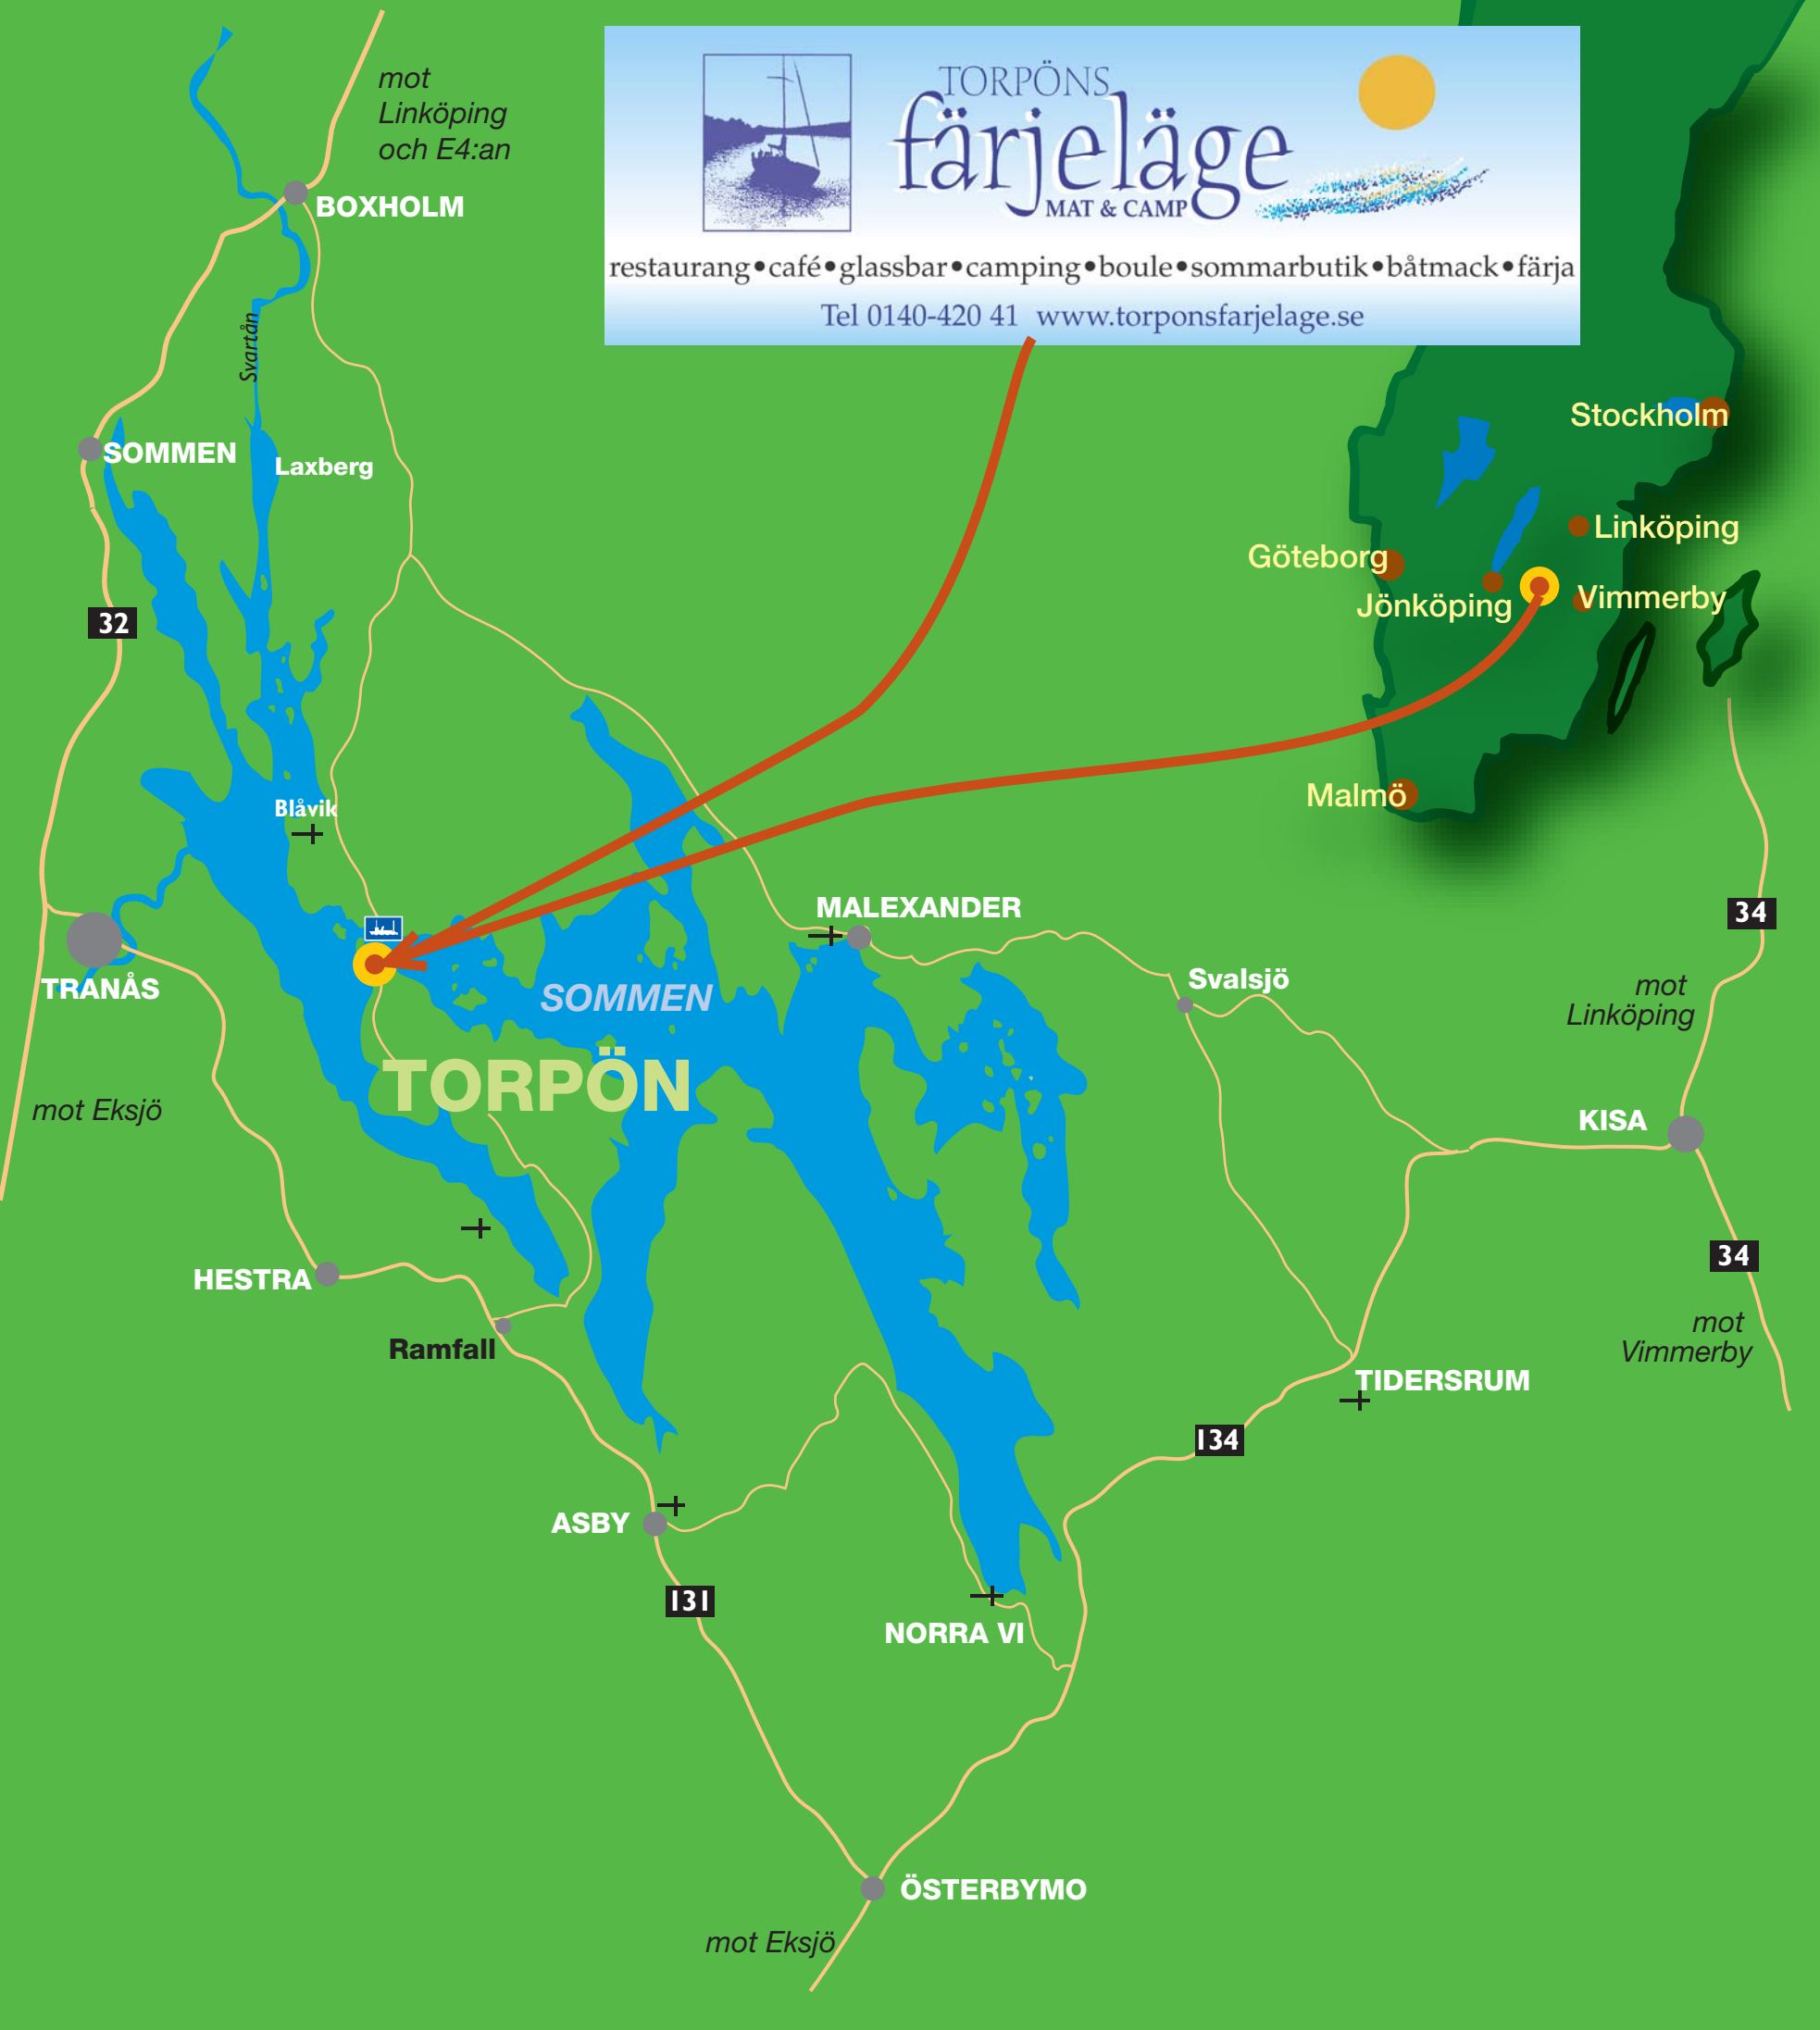 mot
Linköping
och E4:an
BOXHOLM
TORPÖNS
färjeläge
MAT & CAMP
restaurang•café•glassbar•camping•boule•sommarbutik•båtmack•färja
Tel 0140-420 41 www.torponsfarjelage.se
Svartån
SOMMEN
Laxberg
Stockholm
Linköping
Göteborg
Vimmerby
Jönköping
32
Malmö
Blåvik
MALEXANDER
34
TRANÅS
SOMMEN
Svalsjö
mot
Linköping
TORPÖN
mot Eksjö
KISA
34
HESTRA
Ramfall
mot
Vimmerby
TIDERSRUM
134
ASBY
131
NORRA VI
ÖSTERBYMO
mot Eksjö